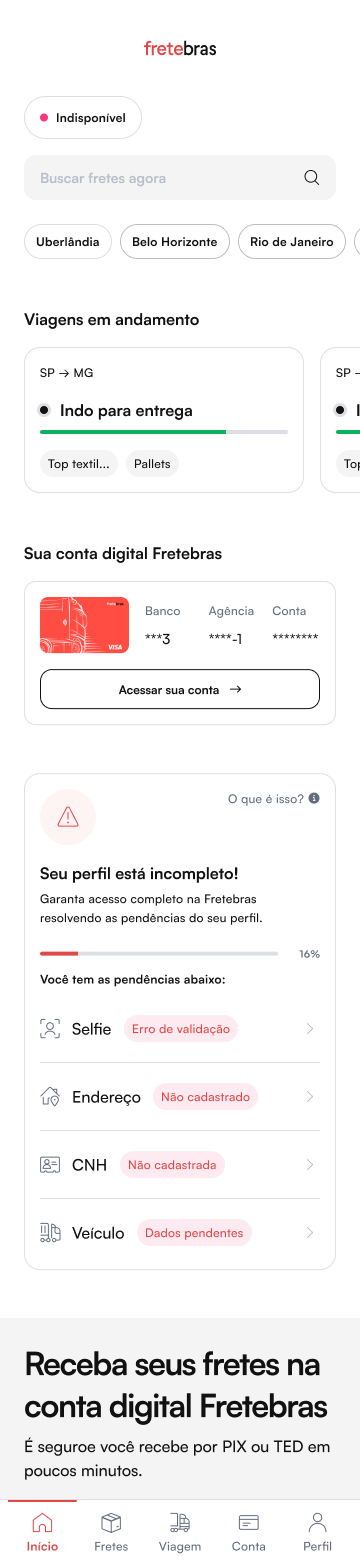 fretebras
Indisponível
Buscar fretes agora
Uberlândia
Belo Horizonte
Rio de Janeiro
Viagens em andamento
SP → MG
SP
Indo para entrega
Top textil...
Pallets
Sua conta digital Fretebras
fretebras
VISA
Banco
Agência
Conta
***3
****-1
********
Acessar sua conta →
O que é isso?
Seu perfil está incompleto!
Garanta acesso completo na Fretebras
resolvendo as pendências do seu perfil.
16%
Você tem as pendências abaixo:
Selfie
Erro de validação
Endereço
Não cadastrado
CNH
Não cadastrada
Veículo
Dados pendentes
Receba seus fretes na
conta digital Fretebras
É seguroe você recebe por PIX ou TED em
poucos minutos.
Início
Fretes
Viagem
Conta
Perfil